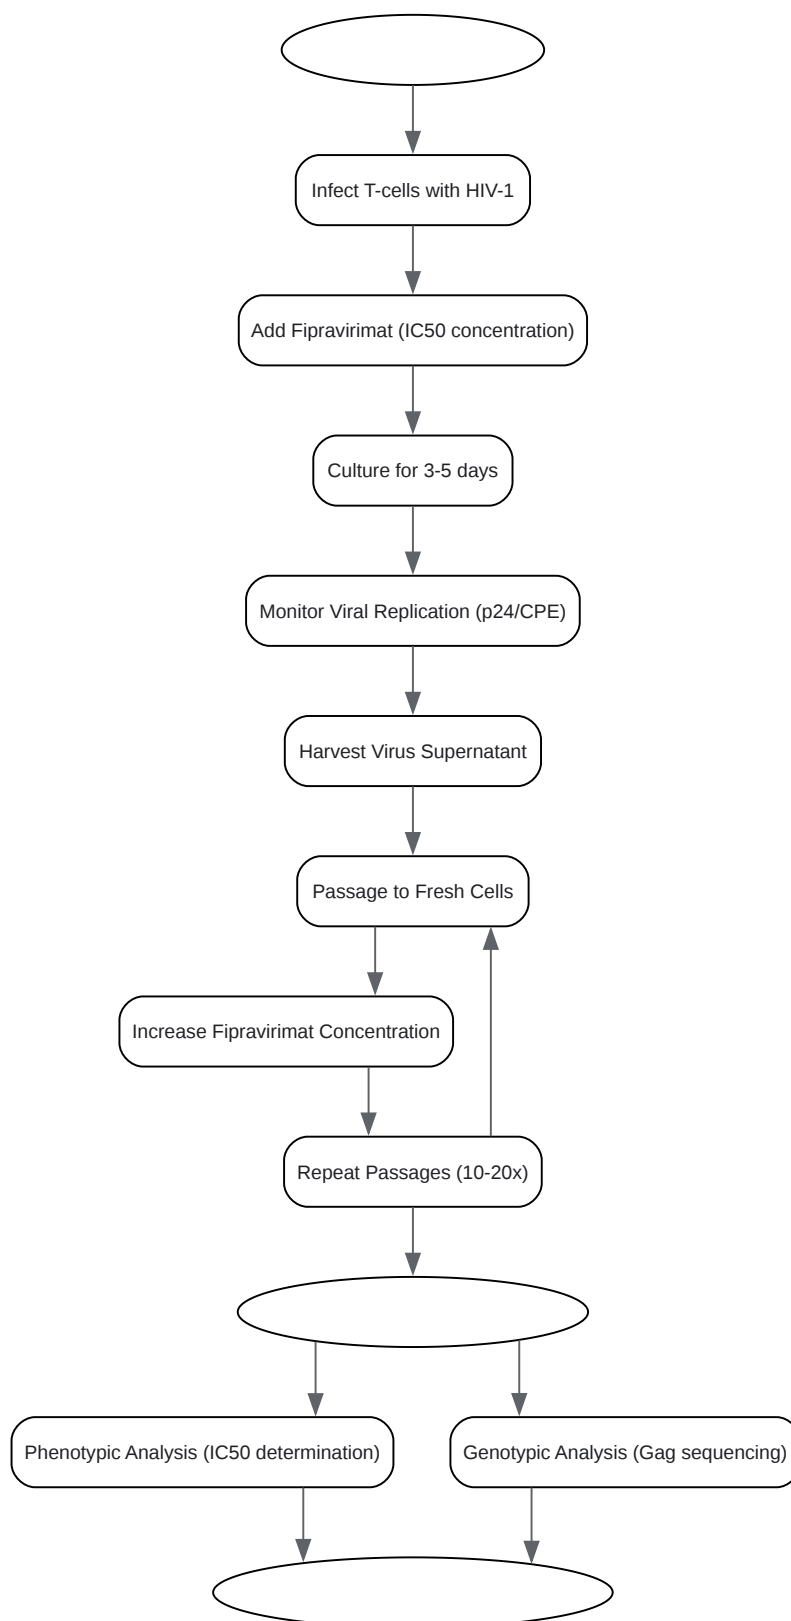 Infect T-cells with HIV-1
Add Fipravirimat (IC50 concentration)
Culture for 3-5 days
Monitor Viral Replication (p24/CPE)
Harvest Virus Supernatant
Passage to Fresh Cells
Increase Fipravirimat Concentration
Repeat Passages (10-20x)
Phenotypic Analysis (IC50 determination)
Genotypic Analysis (Gag sequencing)